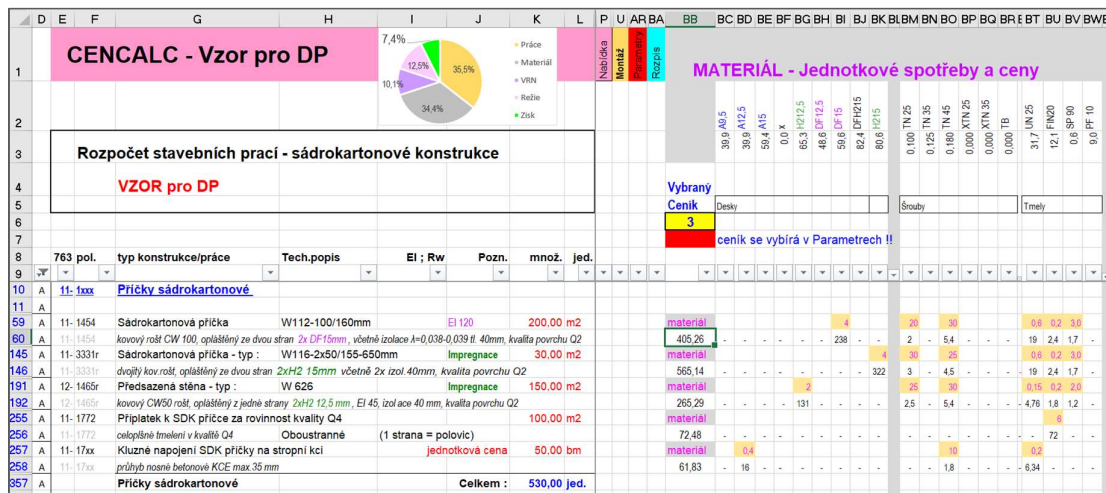 D E F G H I J K L P U AR BA BB BC BD BE BF BG BH BI BJ BK BL BM BN BO BP BQ BR BT BU BV BW
1 CENCALC - Vzor pro DP 7,4% 12,5% 10,1% 34,4% 35,5% Práce Materiál VRN Režie Zisk Nabídka Montáž Parametry Rozpis MATERIÁL - Jednotkové spotřeby a ceny
2 39,9 A9,5 39,9 A12,5 59,4 A15 0,0 X 65,3 H212,5 48,6 DF12,5 59,6 DF15 82,4 DFH215 80,6 H215 0,100 TN 25 0,125 TN 35 0,180 TN 45 0,000 XTN 25 0,000 XTN 35 0,000 TB 31,7 UN 25 12,1 FIN20 0,6 SP 90 9,0 PF 10
3 Rozpočet stavebních prací - sádrokartonové konstrukce
4 VZOR pro DP Vybraný
5 Ceník Desky Šrouby Tmely
6 3
7 ceník se vybírá v Parametrech !!
8 763 pol. typ konstrukce/práce Tech.popis EI ; Rw Pozn. množ. jed.
9
10 A 11- 1xxx Příčky sádrokartonové
11 A
59 A 11- 1454 Sádrokartonová příčka W112-100/160mm EI 120 200,00 m2 materiál 4 20 30 0,6 0,2 3,0
60 A 11- 1454 kovový rošt CW 100, opláštěný ze dvou stran 2x DF15mm , včetně izolace λ=0,038-0,039 tl. 40mm, kvalita povrchu Q2 405,26 - - - - - - 238 - - 2 - 5,4 - - - 19 2,4 1,7 -
145 A 11- 3331r Sádrokartonová příčka - typ : W116-2x50/155-650mm Impregnace 30,00 m2 materiál 4 30 25 0,6 0,2 3,0
146 A 11- 3331r dvojitý kov.rošt, opláštěný ze dvou stran 2xH2 15mm včetně 2x izol.40mm, kvalita povrchu Q2 565,14 - - - - - - - - 322 3 - 4,5 - - - 19 2,4 1,7 -
191 A 12- 1465r Předsazená stěna - typ : W 626 Impregnace 150,00 m2 materiál 2 25 30 0,15 0,2 2,0
192 A 12- 1465r kovový CW50 rošt, opláštěný z jedné strany 2xH2 12,5 mm , EI 45, izolace 40 mm, kvalita povrchu Q2 265,29 - - - - 131 - - - - 2,5 - 5,4 - - - 4,76 1,8 1,2 -
255 A 11- 1772 Příplatek k SDK příčce za rovinnost kvality Q4 100,00 m2 materiál 6
256 A 11- 1772 celoplšné tmelení v kvalitě Q4 Oboustranné (1 strana = polovic) 72,48 - - - - - - - - - - - - - - - - 72 - -
257 A 11- 17xx Kluzné napojení SDK příčky na stropní kci jednotková cena 50,00 bm materiál 0,4 10 0,2
258 A 11- 17xx průhyb nosné betonové KCE max.35 mm 61,83 - 16 - - - - - - - - - 1,8 - - - 6,34 - - -
357 A Příčky sádrokartonové Celkem : 530,00 jed.